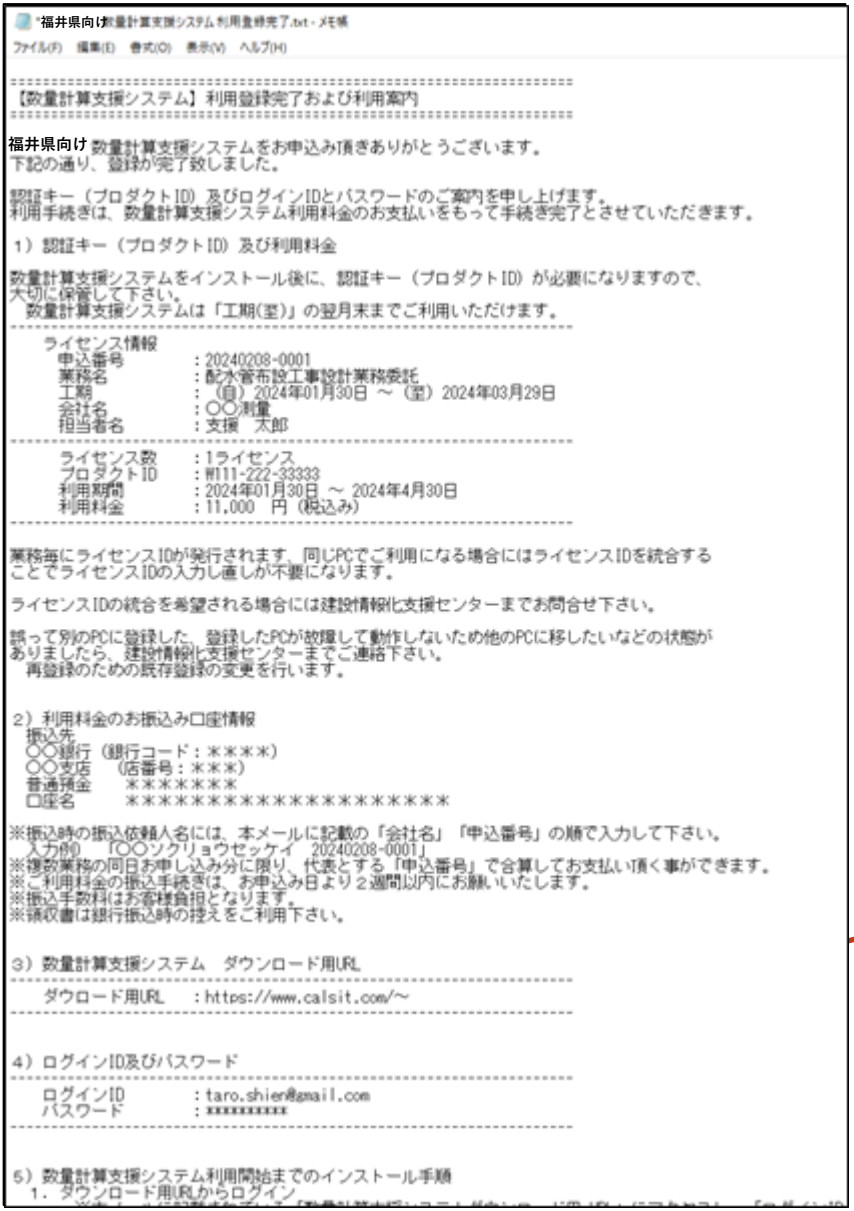 *福井県向け数量計算支援システム利用登録完了.txt - メモ帳
ファイル(F) 編集(E) 書式(O) 表示(V) ヘルプ(H)
======================================================================
【数量計算支援システム】利用登録完了および利用案内
======================================================================
福井県向け 数量計算支援システムをお申込み頂きありがとうございます。
下記の通り、登録が完了致しました。
認証キー（プロダクトID）及びログインIDとパスワードのご案内を申し上げます。
利用手続きは、数量計算支援システム利用料金のお支払いをもって手続き完了とさせていただきます。
1）認証キー（プロダクトID）及び利用料金
数量計算支援システムをインストール後に、認証キー（プロダクトID）が必要になりますので、
大切に保管して下さい。
数量計算支援システムは「工期(至)」の翌月末までご利用いただけます。
----------------------------------------------------------------------
ライセンス情報
申込番号 ：20240208-0001
業務名 ：配水管布設工事設計業務委託
工期 ：（自）2024年01月30日 ～（至）2024年03月29日
会社名 ：〇〇測量
担当者名 ：支援 太郎
----------------------------------------------------------------------
ライセンス数 ：1ライセンス
プロダクトID ：W111-222-33333
利用期間 ：2024年01月30日 ～ 2024年4月30日
利用料金 ：11,000 円（税込み）
----------------------------------------------------------------------
業務毎にライセンスIDが発行されます、同じPCでご利用になる場合にはライセンスIDを統合する
ことでライセンスIDの入力し直しが不要になります。
ライセンスIDの統合を希望される場合には建設情報化支援センターまでお問合せ下さい。
誤って別のPCに登録した、登録したPCが故障して動作しないため他のPCに移したいなどの状態が
ありましたら、建設情報化支援センターまでご連絡下さい。
再登録のための既存登録の変更を行います。
2）利用料金のお振込み口座情報
振込先
〇〇銀行（銀行コード：＊＊＊＊）
〇〇支店 （店番号：＊＊＊）
普通預金 ＊＊＊＊＊＊＊
口座名 ＊＊＊＊＊＊＊＊＊＊＊＊＊＊＊＊＊＊＊＊
※振込時の振込依頼人名には、本メールに記載の「会社名」「申込番号」の順で入力して下さい。
入力例）「〇〇ソクリョウセッケイ 20240208-0001」
※複数業務の同日お申し込み分に限り、代表とする「申込番号」で合算してお支払い頂く事ができます。
※ご利用料金の振込手続きは、お申込み日より２週間以内にお願いいたします。
※振込手数料はお客様負担となります。
※領収書は銀行振込時の控えをご利用下さい。
3）数量計算支援システム ダウンロード用URL
----------------------------------------------------------------------
ダウロード用URL ：https://www.calsit.com/～
----------------------------------------------------------------------
4）ログインID及びパスワード
----------------------------------------------------------------------
ログインID ：taro.shien@gmail.com
パスワード ：**********
----------------------------------------------------------------------
5）数量計算支援システム利用開始までのインストール手順
1. ダウンロード用URLからログイン